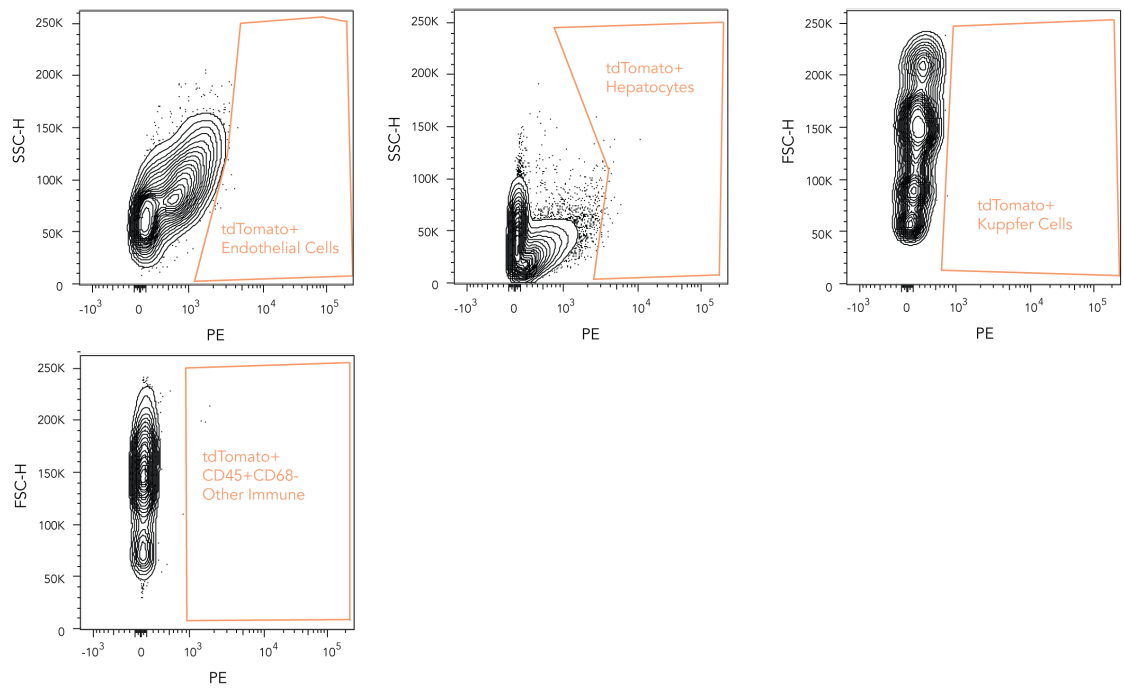 250K
200K
150K
100K
50K
0
SSC-H
tdTomato+
Endothelial Cells
-10³ 0 10³ 10⁴ 10⁵
PE
250K
200K
150K
100K
50K
0
SSC-H
tdTomato+
Hepatocytes
-10³ 0 10³ 10⁴ 10⁵
PE
250K
200K
150K
100K
50K
0
FSC-H
tdTomato+
Kuppfer Cells
-10³ 0 10³ 10⁴ 10⁵
PE
250K
200K
150K
100K
50K
0
FSC-H
tdTomato+
CD45+CD68-
Other Immune
-10³ 0 10³ 10⁴ 10⁵
PE